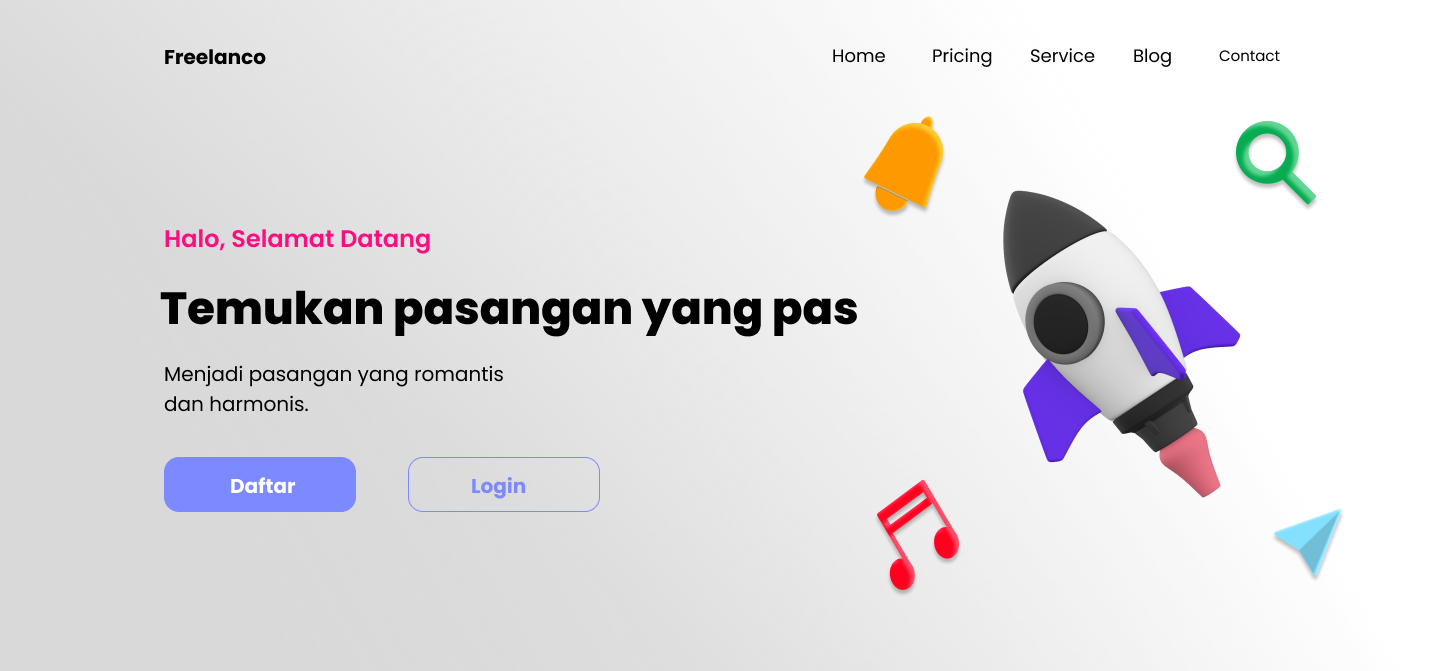 Freelanco
Home Pricing Service Blog Contact
Halo, Selamat Datang
Temukan pasangan yang pas
Menjadi pasangan yang romantis
dan harmonis.
Daftar Login